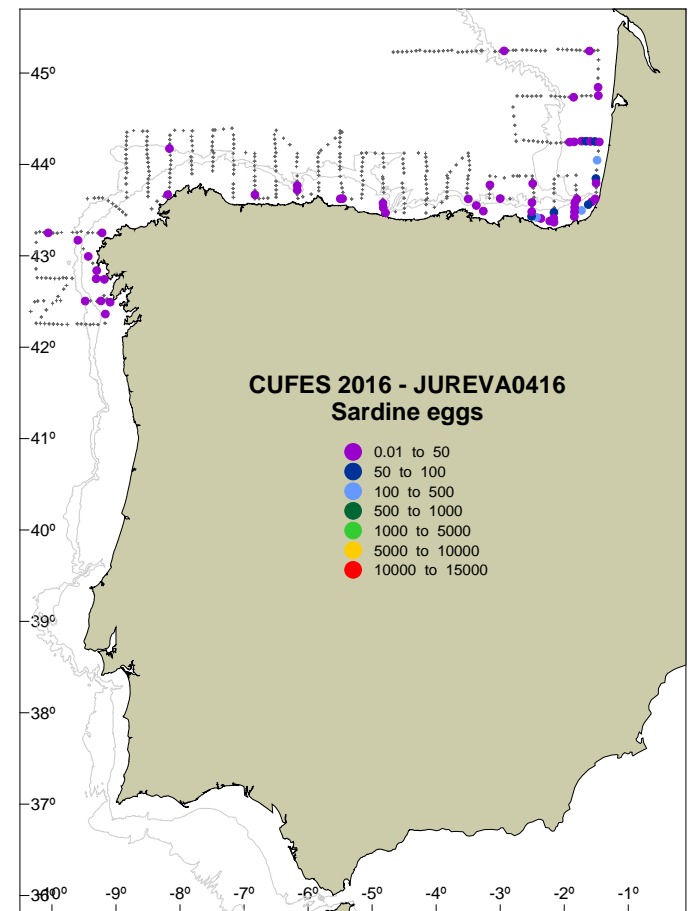 45º
44º
43º
42º
CUFES 2016 - JUREVA0416
Sardine eggs
0.01 to 50
50 to 100
100 to 500
500 to 1000
1000 to 5000
5000 to 10000
10000 to 15000
41º
40º
39º
38º
37º
36º
-10º -9º -8º -7º -6º -5º -4º -3º -2º -1º